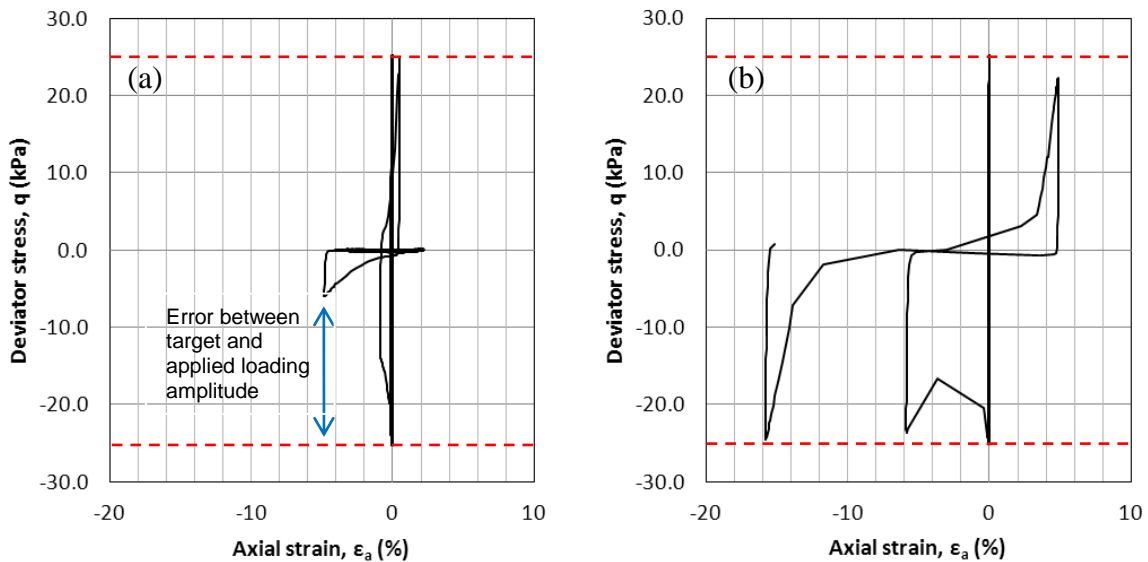 30.0
20.0
10.0
0.0
-10.0
-20.0
-30.0
Deviator stress, q (kPa)
(a)
Error between
target and
applied loading
amplitude
-20
-10
0
10
Axial strain, εa (%)
30.0
20.0
10.0
0.0
-10.0
-20.0
-30.0
Deviator stress, q (kPa)
(b)
-20
-10
0
10
Axial strain, εa (%)